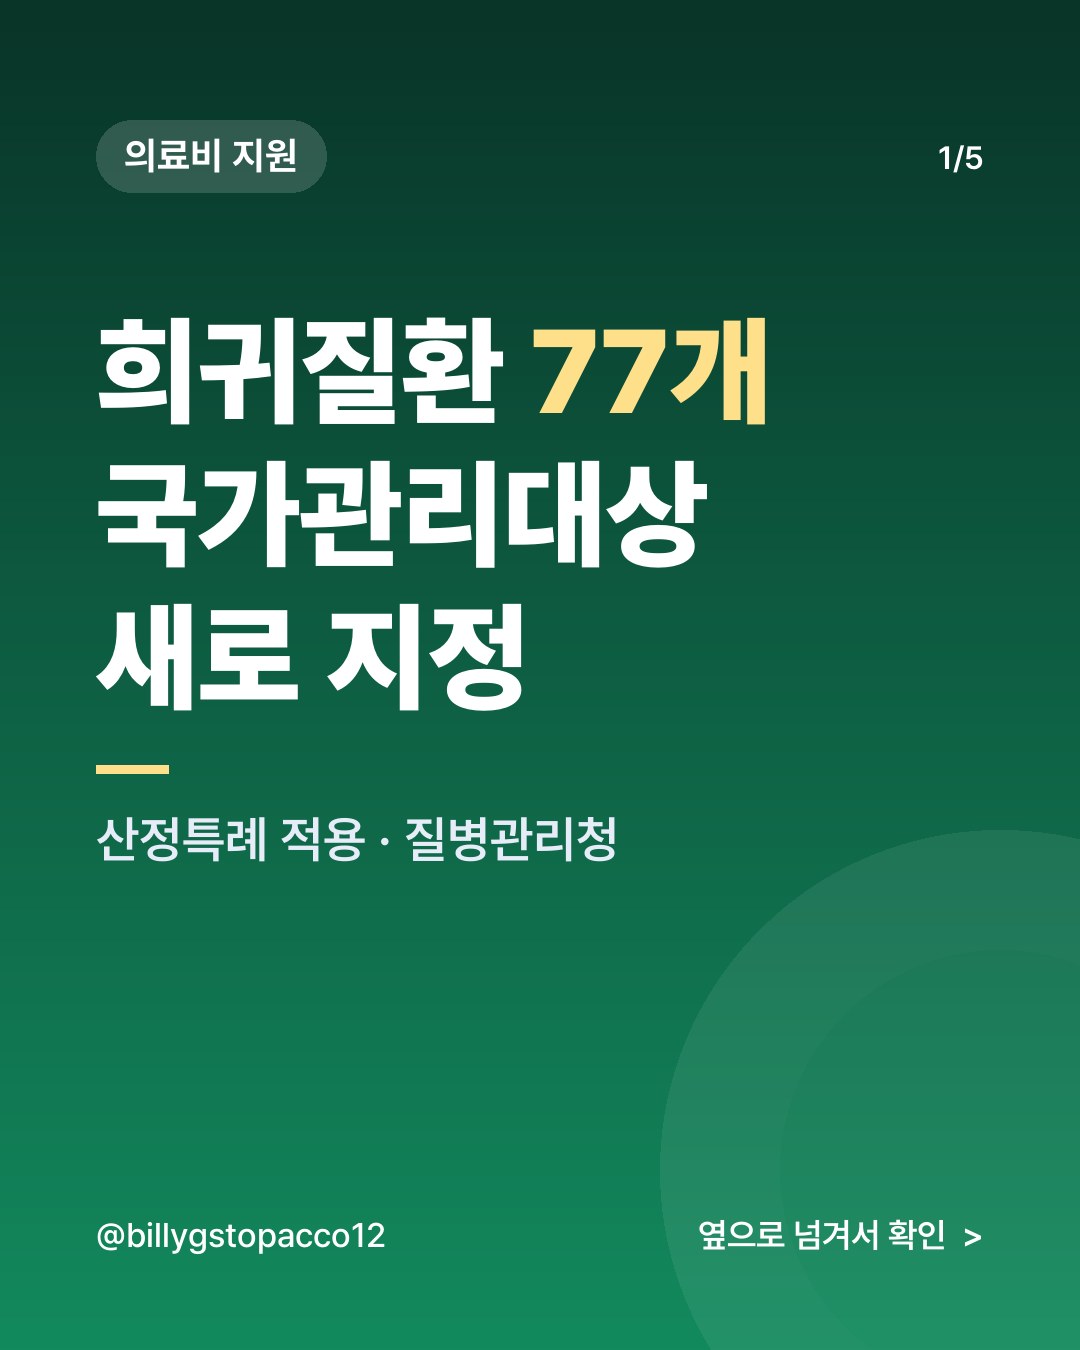 의료비 지원
1/5
희귀질환 77개
국가관리대상
새로 지정
산정특례 적용 · 질병관리청
@billygstopacco12
옆으로 넘겨서 확인 >